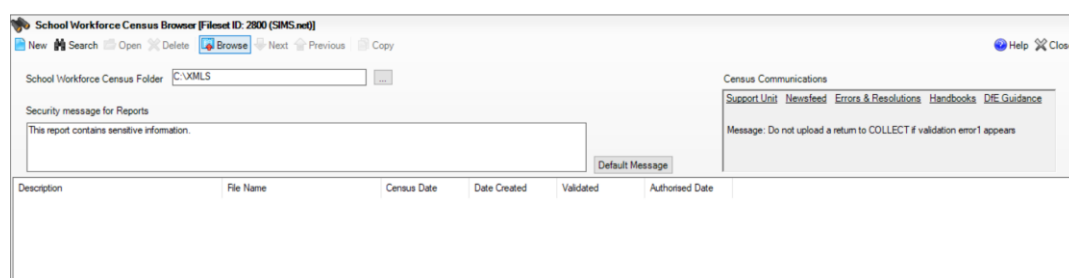 School Workforce Census Browser [Fileset ID: 2800 (SIMS.net)]
New Search Open Delete Browse Next Previous Copy Help Close
School Workforce Census Folder C:\XMLS ...
Census Communications
Support Unit Newsfeed Errors & Resolutions Handbooks DfE Guidance
Security message for Reports
This report contains sensitive information.
Message: Do not upload a return to COLLECT if validation error1 appears
Default Message
Description File Name Census Date Date Created Validated Authorised Date